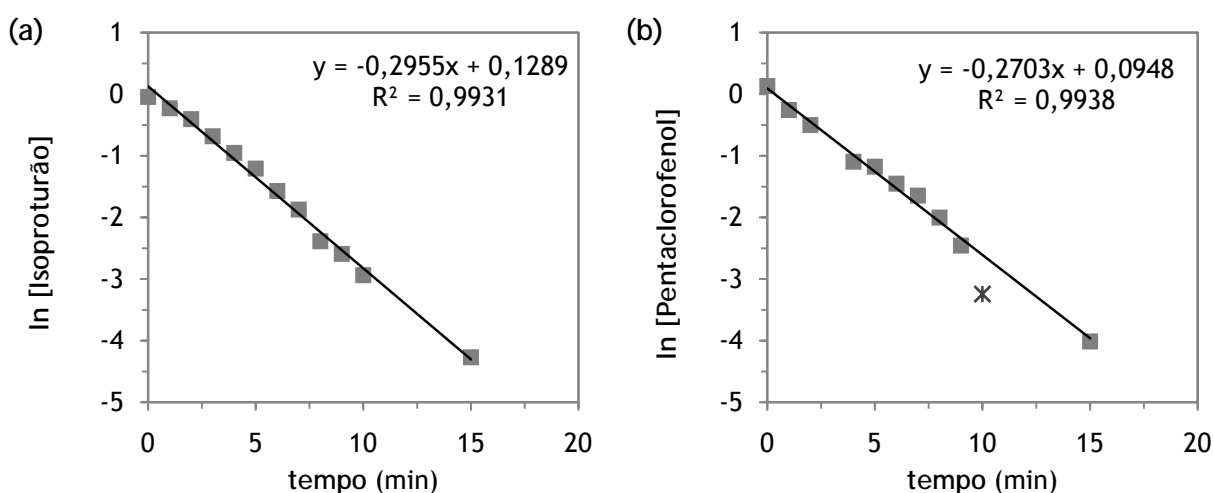 (a)
y = -0,2955x + 0,1289
R² = 0,9931
1
0
-1
-2
-3
-4
-5
ln [Isoproturão]
0 5 10 15 20
tempo (min)
(b)
y = -0,2703x + 0,0948
R² = 0,9938
1
0
-1
-2
-3
-4
-5
ln [Pentaclorofenol]
0 5 10 15 20
tempo (min)